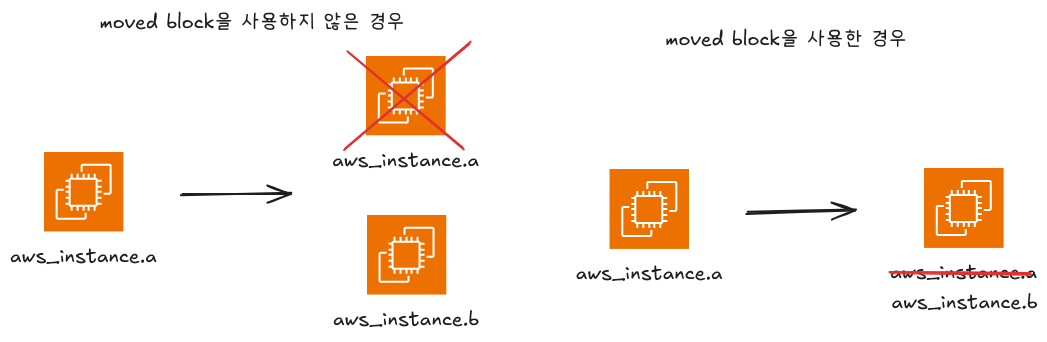 moved block을 사용하지 않은 경우
aws_instance.a
aws_instance.a
aws_instance.b
moved block을 사용한 경우
aws_instance.a
aws_instance.a
aws_instance.b